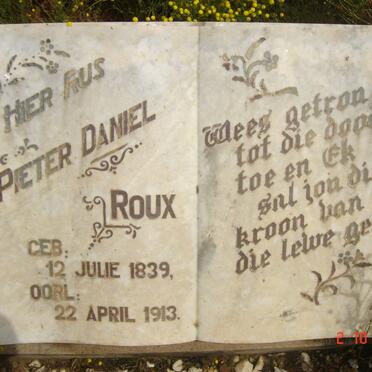 HIER RUS
PIETER DANIEL
ROUX
GEB:
12 JULIE 1839,
OORL:
22 APRIL 1913.
Wees getrou
tot die dood
toe en Ek
sal jou die
kroon van
die lewe ge
2 10